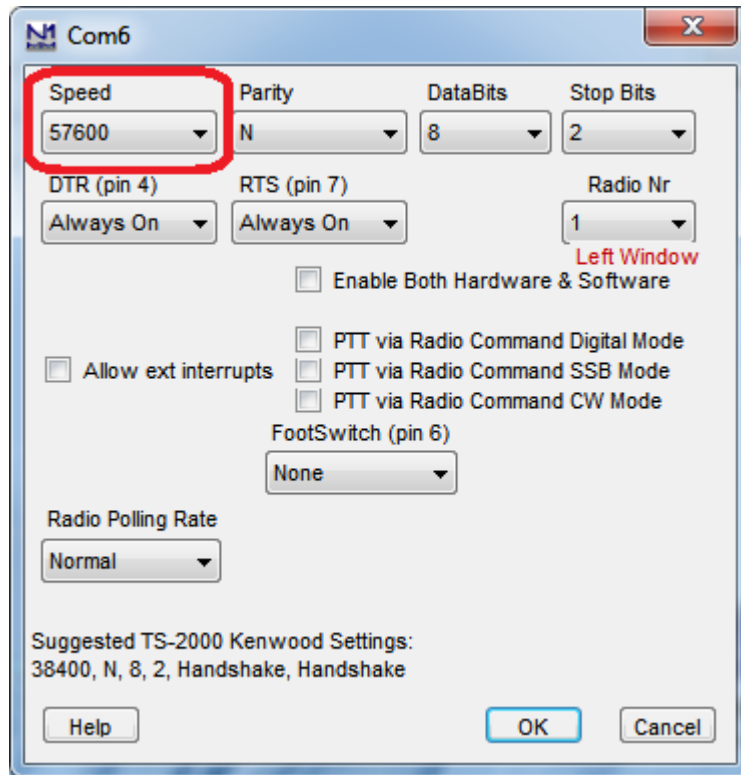 Com6
Speed Parity DataBits Stop Bits
57600 N 8 2
DTR (pin 4) RTS (pin 7) Radio Nr
Always On Always On 1
Left Window
Enable Both Hardware & Software
PTT via Radio Command Digital Mode
Allow ext interrupts PTT via Radio Command SSB Mode
PTT via Radio Command CW Mode
FootSwitch (pin 6)
None
Radio Polling Rate
Normal
Suggested TS-2000 Kenwood Settings:
38400, N, 8, 2, Handshake, Handshake
Help OK Cancel